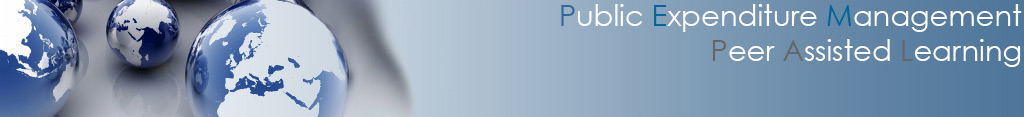 Public Expenditure Management
Peer Assisted Learning